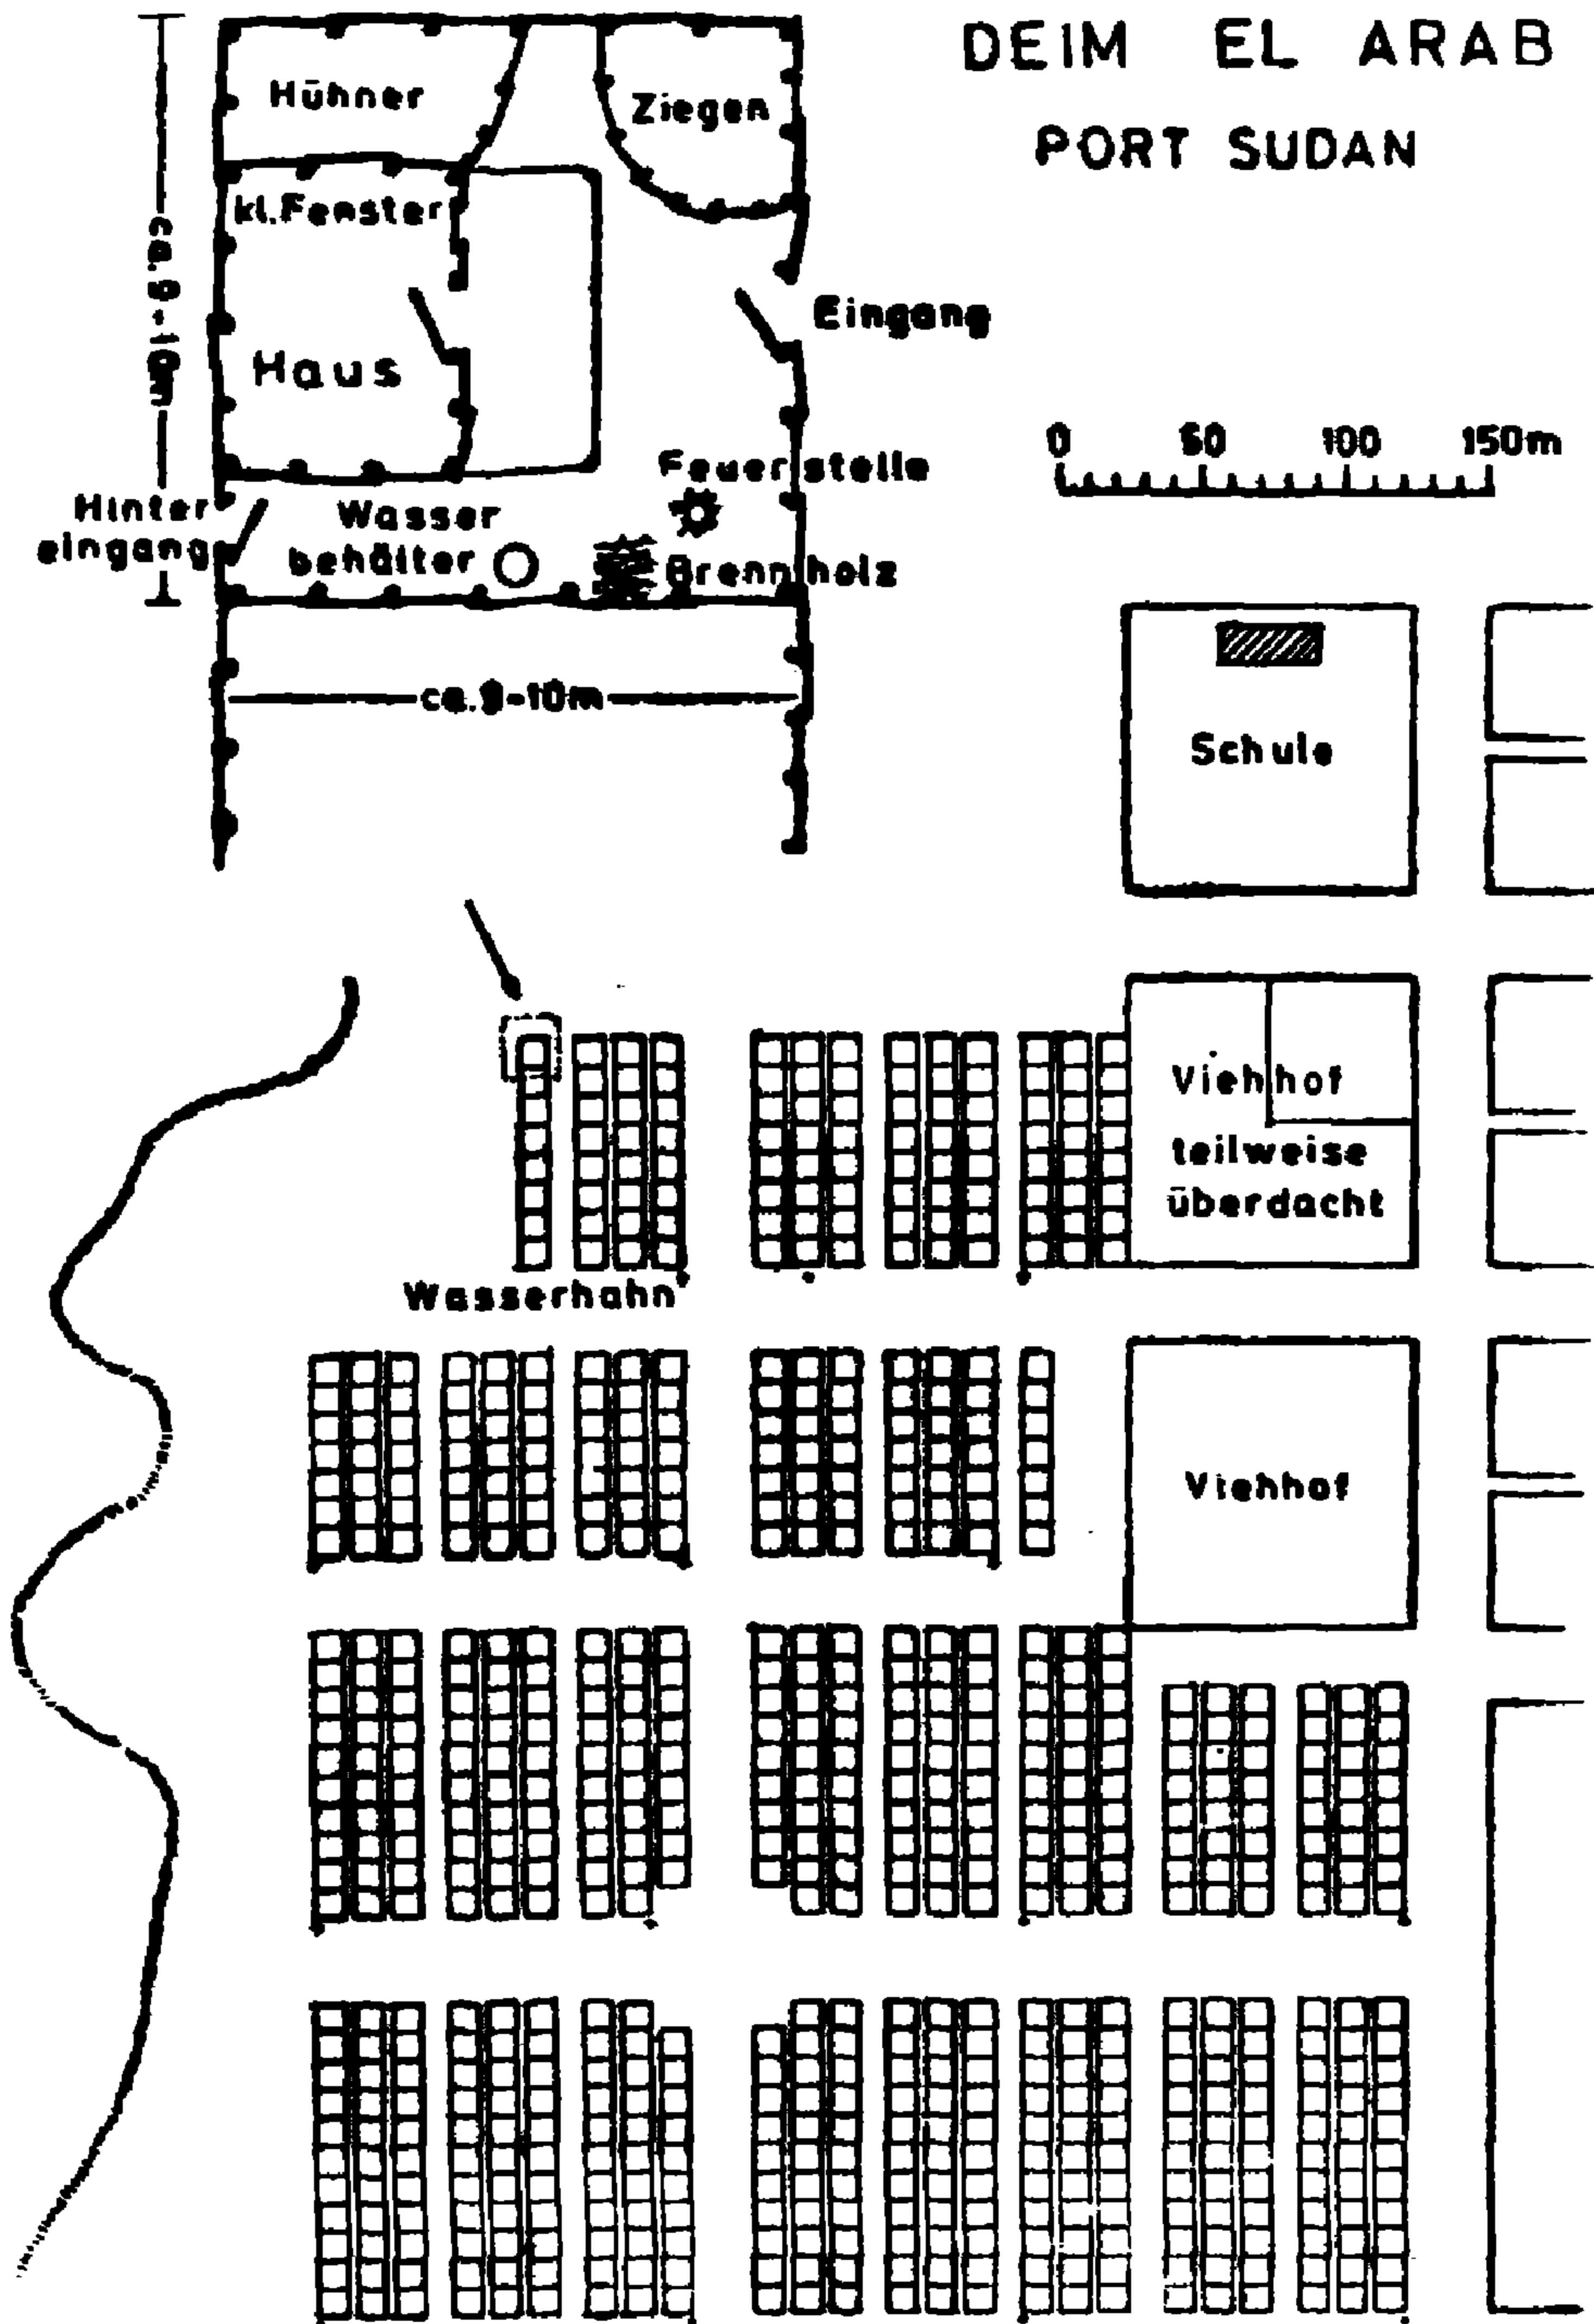 DEIM EL ARAB
PORT SUDAN
Hühner
Ziegen
kl.Fenster
ca.9-10m
Haus
Eingang
Feuerstelle
Hinter
eingang
Wasser
behälter
Brennholz
ca.9-10m
0 50 100 150m
Schule
Viehhof
teilweise
überdacht
Wasserhahn
Viehhof